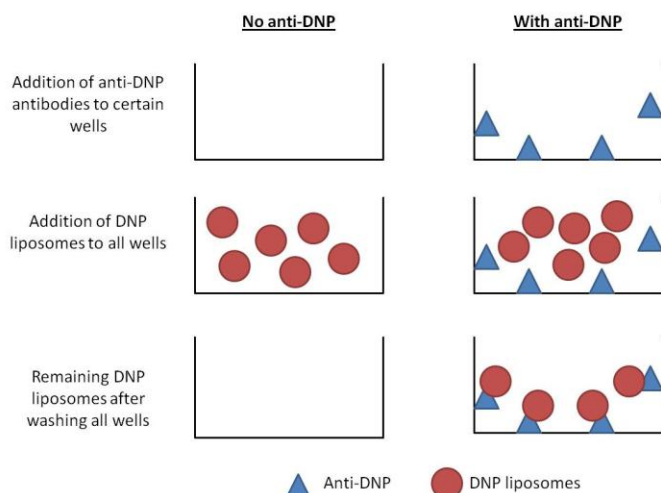 No anti-DNP
With anti-DNP
Addition of anti-DNP
antibodies to certain
wells
Addition of DNP
liposomes to all wells
Remaining DNP
liposomes after
washing all wells
Anti-DNP
DNP liposomes